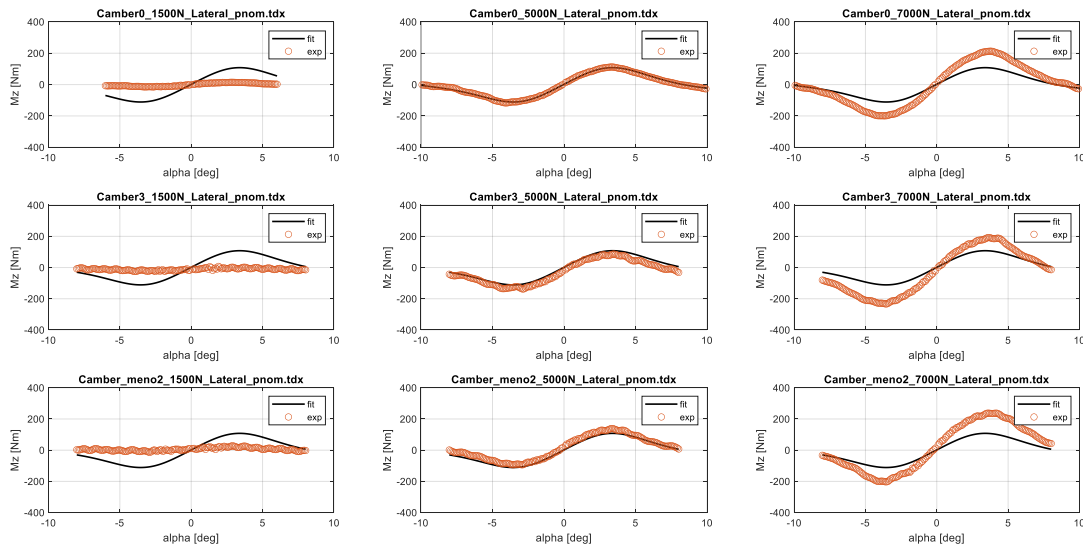 Camber0_1500N_Lateral_pnom.tdx
400
200
0
-200
-400
Mz [Nm]
fit
exp
-10 -5 0 5 10
alpha [deg]
Camber0_5000N_Lateral_pnom.tdx
400
200
0
-200
-400
Mz [Nm]
fit
exp
-10 -5 0 5 10
alpha [deg]
Camber0_7000N_Lateral_pnom.tdx
400
200
0
-200
-400
Mz [Nm]
fit
exp
-10 -5 0 5 10
alpha [deg]
Camber3_1500N_Lateral_pnom.tdx
400
200
0
-200
-400
Mz [Nm]
fit
exp
-10 -5 0 5 10
alpha [deg]
Camber3_5000N_Lateral_pnom.tdx
400
200
0
-200
-400
Mz [Nm]
fit
exp
-10 -5 0 5 10
alpha [deg]
Camber3_7000N_Lateral_pnom.tdx
400
200
0
-200
-400
Mz [Nm]
fit
exp
-10 -5 0 5 10
alpha [deg]
Camber_meno2_1500N_Lateral_pnom.tdx
400
200
0
-200
-400
Mz [Nm]
fit
exp
-10 -5 0 5 10
alpha [deg]
Camber_meno2_5000N_Lateral_pnom.tdx
400
200
0
-200
-400
Mz [Nm]
fit
exp
-10 -5 0 5 10
alpha [deg]
Camber_meno2_7000N_Lateral_pnom.tdx
400
200
0
-200
-400
Mz [Nm]
fit
exp
-10 -5 0 5 10
alpha [deg]